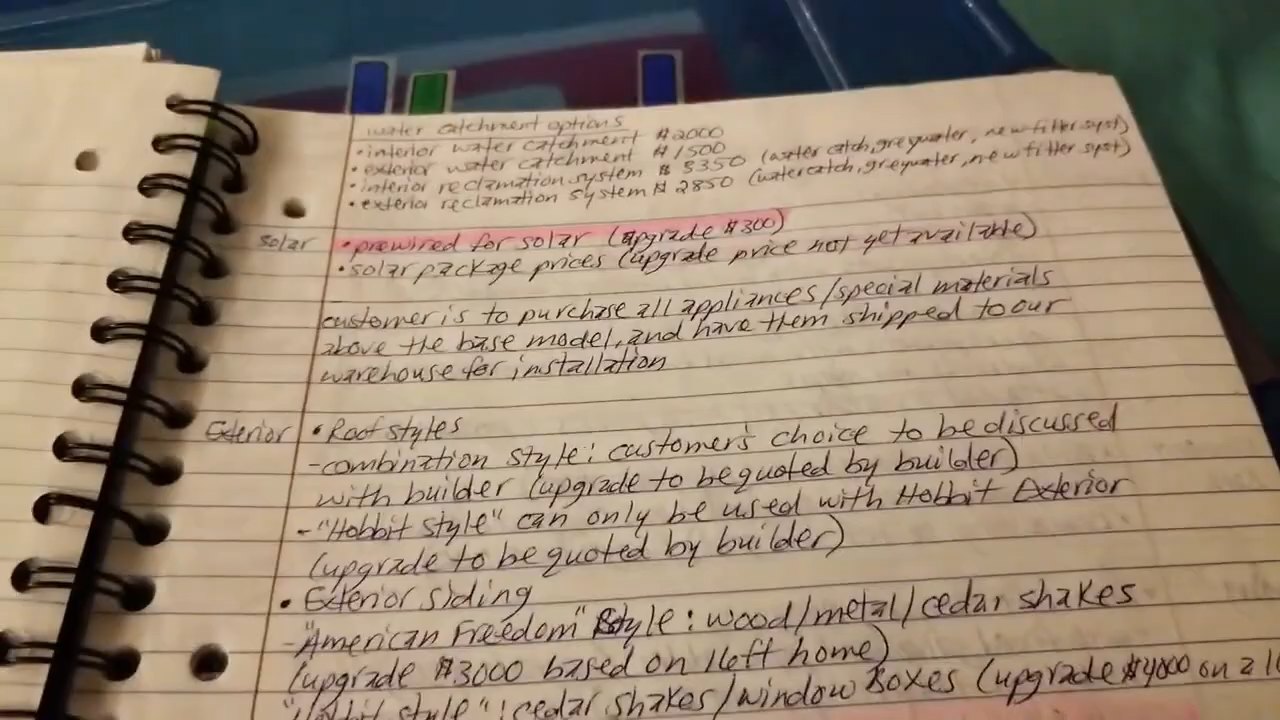 water catchment options
• interior water catchment $2000
• exterior water catchment $1500
• interior reclamation system $3350 (water catch, greywater, new filter syst)
• exterior reclamation system $2850 (watercatch, greywater, new filter syst)
solar • prewired for solar (upgrade $300)
• solar package prices (upgrade price not yet available)
customer is to purchase all appliances/special materials
above the base model, and have them shipped to our
warehouse for installation
Exterior • Roof styles
-combination style: customer's choice to be discussed
with builder (upgrade to be quoted by builder)
-"Hobbit style" can only be used with Hobbit Exterior
(upgrade to be quoted by builder)
• Exterior siding
-"American Freedom" Style: wood/metal/cedar shakes
(upgrade $3000 based on 16ft home)
style": cedar shakes/window Boxes (upgrade $4000 on a